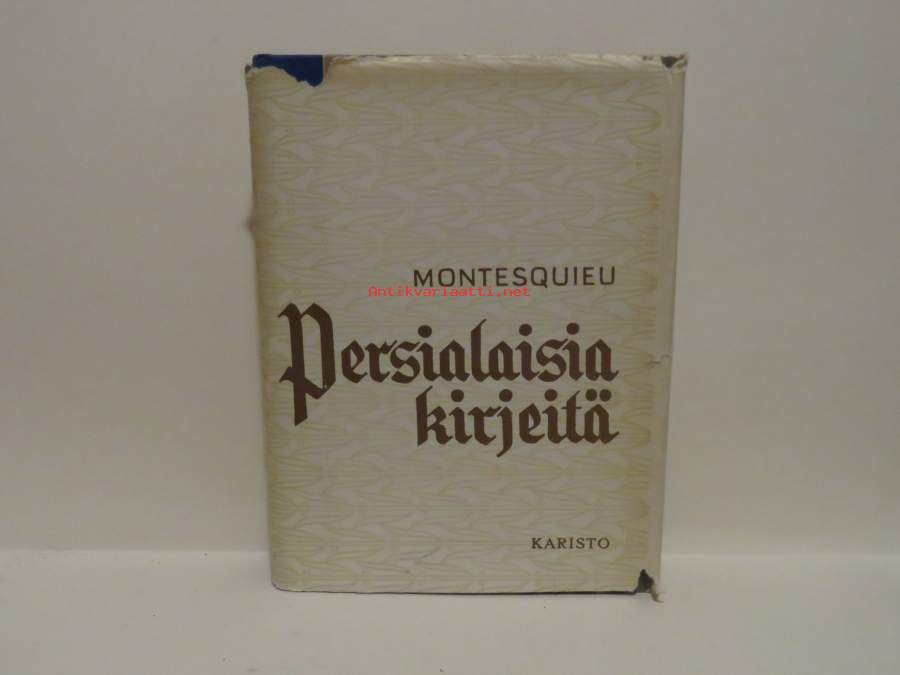 MONTESQUIEU
Antikvariaatti.net
Persialaisia
kirjeitä
KARISTO